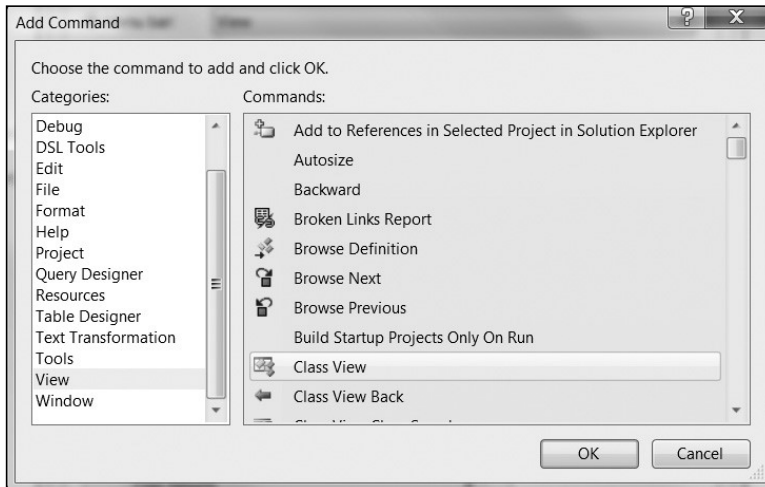 Add Command
Choose the command to add and click OK.
Categories:
Debug
DSL Tools
Edit
File
Format
Help
Project
Query Designer
Resources
Table Designer
Text Transformation
Tools
View
Window
Commands:
Add to References in Selected Project in Solution Explorer
Autosize
Backward
Broken Links Report
Browse Definition
Browse Next
Browse Previous
Build Startup Projects Only On Run
Class View
Class View Back
OK
Cancel